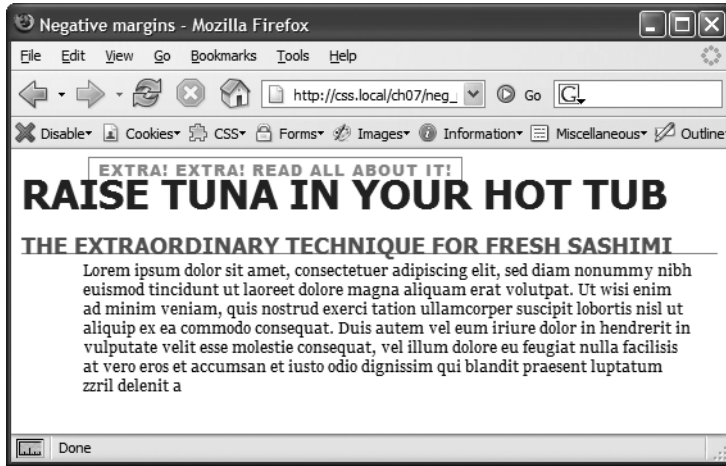 Negative margins - Mozilla Firefox
File Edit View Go Bookmarks Tools Help
http://css.local/ch07/neg_ Go G
Disable Cookies CSS Forms Images Information Miscellaneous Outline
EXTRA! EXTRA! READ ALL ABOUT IT!
RAISE TUNA IN YOUR HOT TUB
THE EXTRAORDINARY TECHNIQUE FOR FRESH SASHIMI
Lorem ipsum dolor sit amet, consectetuer adipiscing elit, sed diam nonummy nibh
euismod tincidunt ut laoreet dolore magna aliquam erat volutpat. Ut wisi enim
ad minim veniam, quis nostrud exerci tation ullamcorper suscipit lobortis nisl ut
aliquip ex ea commodo consequat. Duis autem vel eum iriure dolor in hendrerit in
vulputate velit esse molestie consequat, vel illum dolore eu feugiat nulla facilisis
at vero eros et accumsan et iusto odio dignissim qui blandit praesent luptatum
zzril delenit a
Done